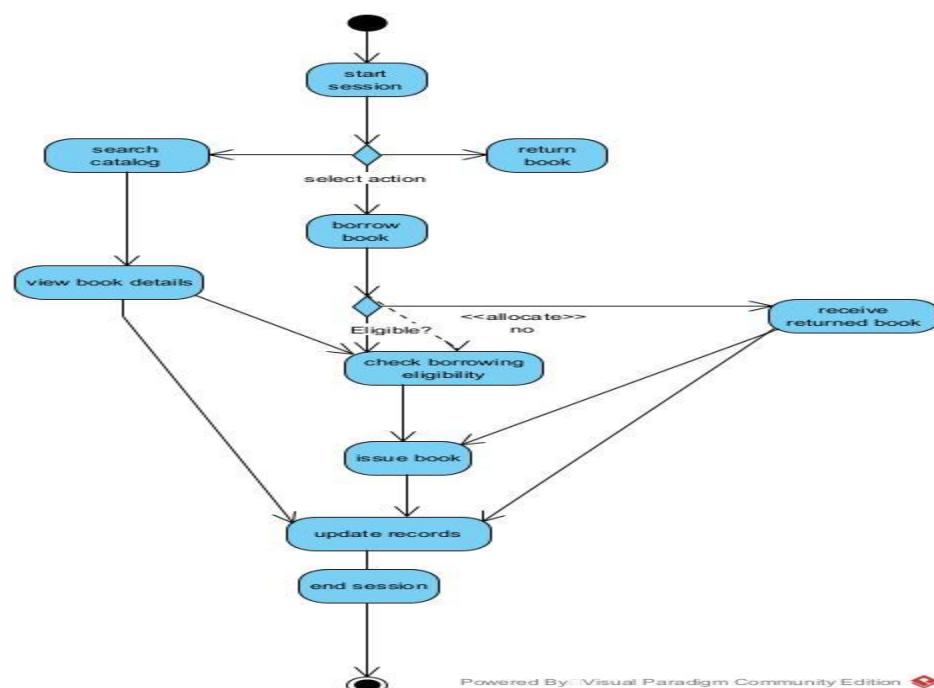 start
session
search
catalog
return
book
select action
borrow
book
view book details
<<allocate>>
no
Eligible?
receive
returned book
check borrowing
eligibility
issue book
update records
end session
Powered By Visual Paradigm Community Edition